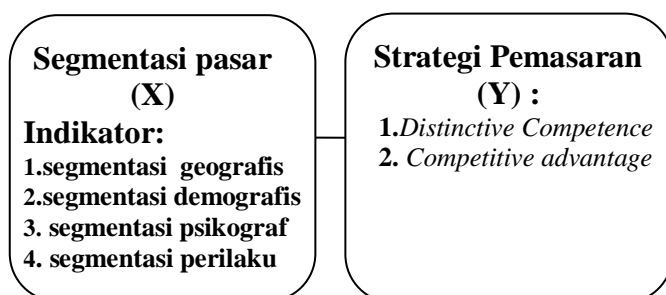 Segmentasi pasar
(X)
Indikator:
1.segmentasi geografis
2.segmentasi demografis
3. segmentasi psikograf
4. segmentasi perilaku
Strategi Pemasaran
(Y) :
1.Distinctive Competence
2. Competitive advantage